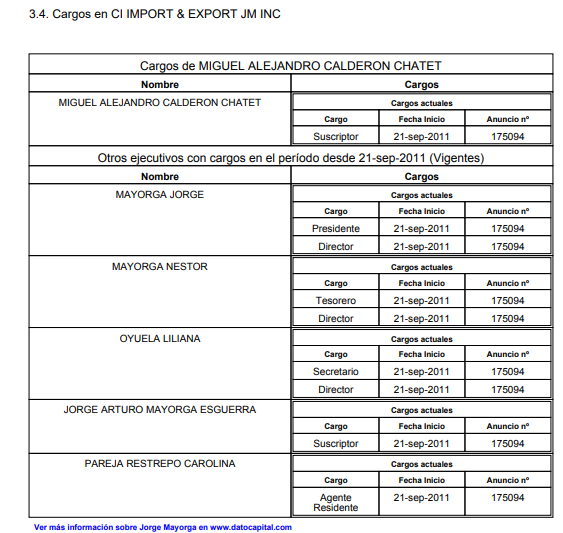 3.4. Cargos en CI IMPORT & EXPORT JM INC
Cargos de MIGUEL ALEJANDRO CALDERON CHATET
Nombre Cargos
MIGUEL ALEJANDRO CALDERON CHATET Cargos actuales
Cargo Fecha Inicio Anuncio nº
Suscriptor 21-sep-2011 175094
Otros ejecutivos con cargos en el período desde 21-sep-2011 (Vigentes)
Nombre Cargos
MAYORGA JORGE Cargos actuales
Cargo Fecha Inicio Anuncio nº
Presidente 21-sep-2011 175094
Director 21-sep-2011 175094
MAYORGA NESTOR Cargos actuales
Cargo Fecha Inicio Anuncio nº
Tesorero 21-sep-2011 175094
Director 21-sep-2011 175094
OYUELA LILIANA Cargos actuales
Cargo Fecha Inicio Anuncio nº
Secretario 21-sep-2011 175094
Director 21-sep-2011 175094
JORGE ARTURO MAYORGA ESGUERRA Cargos actuales
Cargo Fecha Inicio Anuncio nº
Suscriptor 21-sep-2011 175094
PAREJA RESTREPO CAROLINA Cargos actuales
Cargo Fecha Inicio Anuncio nº
Agente 21-sep-2011 175094
Residente
Ver más información sobre Jorge Mayorga en www.datocapital.com